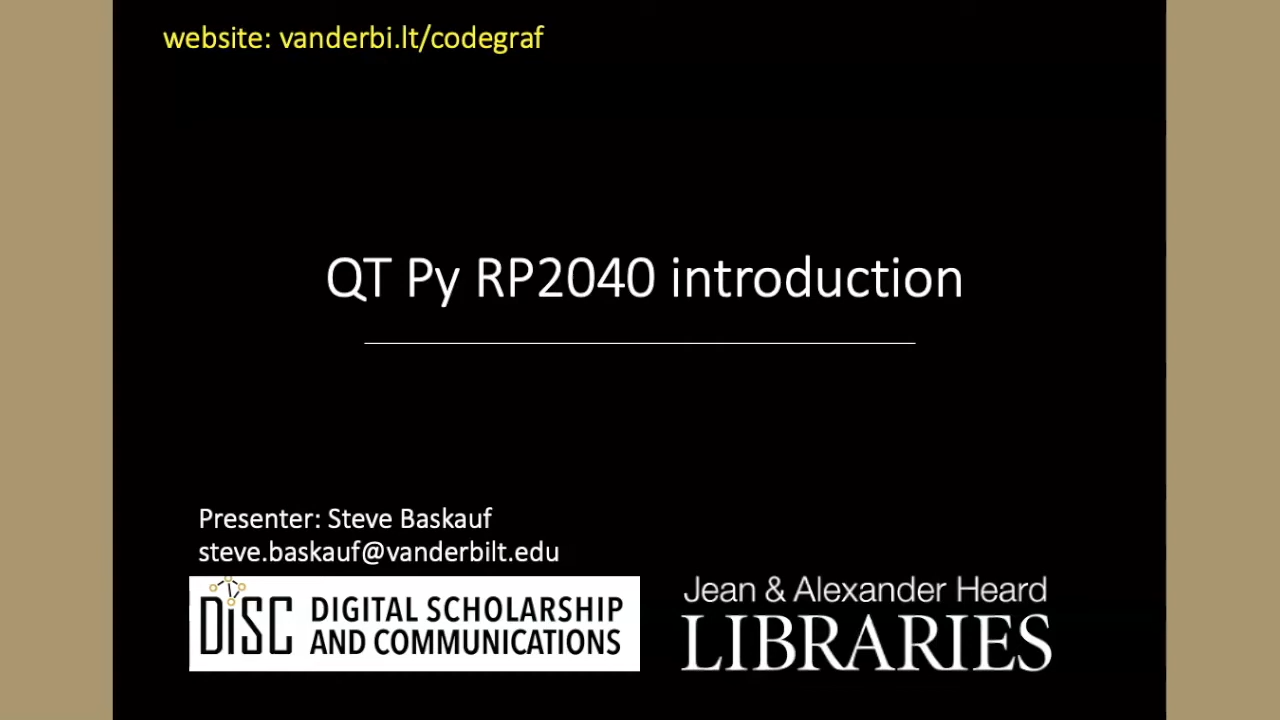 website: vanderbi.lt/codegraf
QT Py RP2040 introduction
Presenter: Steve Baskauf
steve.baskauf@vanderbilt.edu
DiSC DIGITAL SCHOLARSHIP
AND COMMUNICATIONS
Jean & Alexander Heard
LIBRARIES